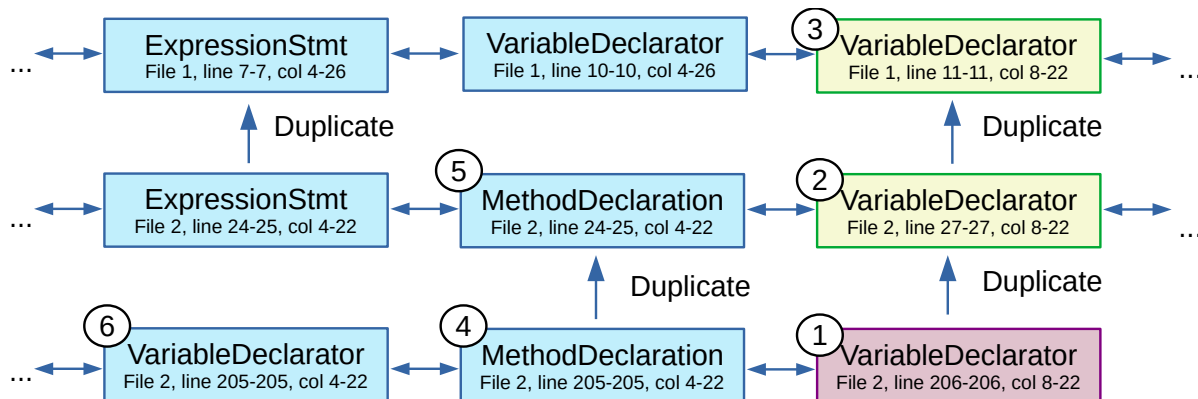 3
ExpressionStmt
File 1, line 7-7, col 4-26
VariableDeclarator
File 1, line 10-10, col 4-26
VariableDeclarator
File 1, line 11-11, col 8-22
...
...
Duplicate
Duplicate
5
2
ExpressionStmt
File 2, line 24-25, col 4-22
MethodDeclaration
File 2, line 24-25, col 4-22
VariableDeclarator
File 2, line 27-27, col 8-22
...
...
Duplicate
Duplicate
6
4
1
VariableDeclarator
File 2, line 205-205, col 4-22
MethodDeclaration
File 2, line 205-205, col 4-22
VariableDeclarator
File 2, line 206-206, col 8-22
...